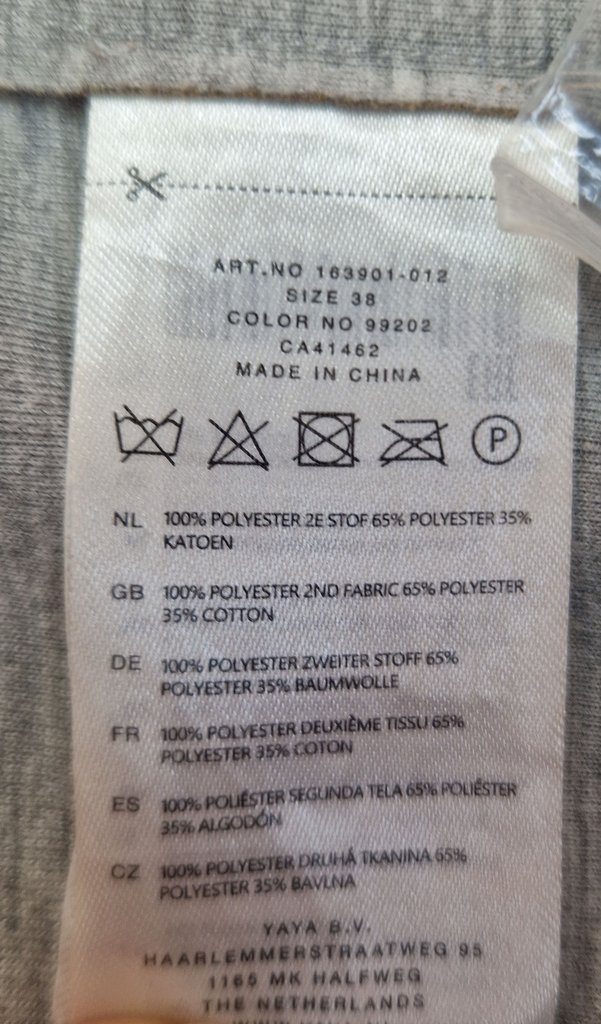 ART.NO 163901-012
SIZE 38
COLOR NO 99202
CA41462
MADE IN CHINA
P
NL 100% POLYESTER 2E STOF 65% POLYESTER 35%
KATOEN
GB 100% POLYESTER 2ND FABRIC 65% POLYESTER
35% COTTON
DE 100% POLYESTER ZWEITER STOFF 65%
POLYESTER 35% BAUMWOLLE
FR 100% POLYESTER DEUXIÈME TISSU 65%
POLYESTER 35% COTON
ES 100% POLIÉSTER SEGUNDA TELA 65% POLIÉSTER
35% ALGODÓN
CZ 100% POLYESTER DRUHÁ TKANINA 65%
POLYESTER 35% BAVLNA
YAYA B.V.
HAARLEMMERSTRAATWEG 95
1165 MK HALFWEG
THE NETHERLANDS